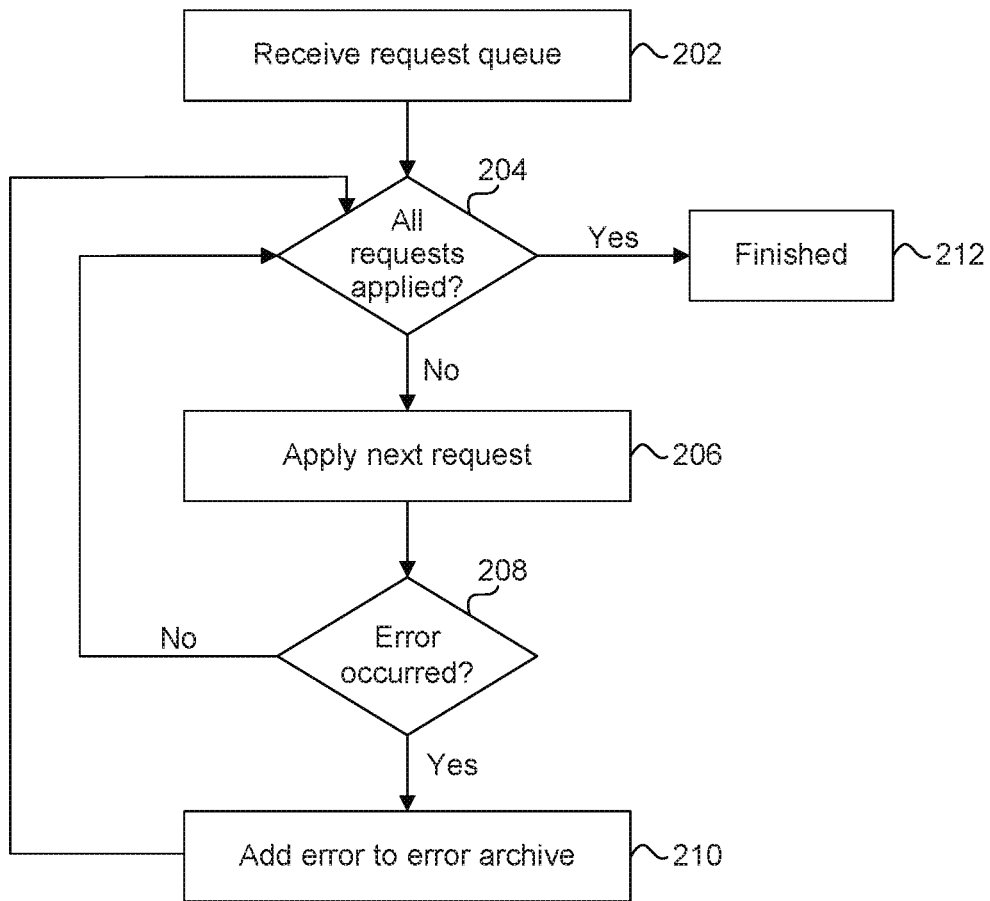 Receive request queue
202
204
All
requests
applied?
Yes
Finished
212
No
Apply next request
206
208
Error
occurred?
No
Yes
Add error to error archive
210